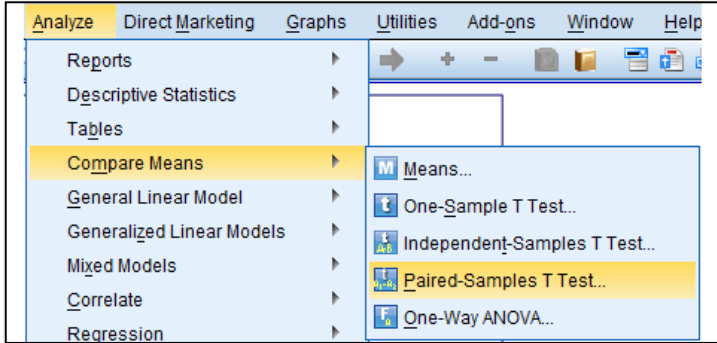 Analyze Direct Marketing Graphs Utilities Add-ons Window Help
Reports
Descriptive Statistics
Tables
Compare Means
General Linear Model
Generalized Linear Models
Mixed Models
Correlate
Regression
M Means...
t One-Sample T Test...
Independent-Samples T Test...
Paired-Samples T Test...
One-Way ANOVA...